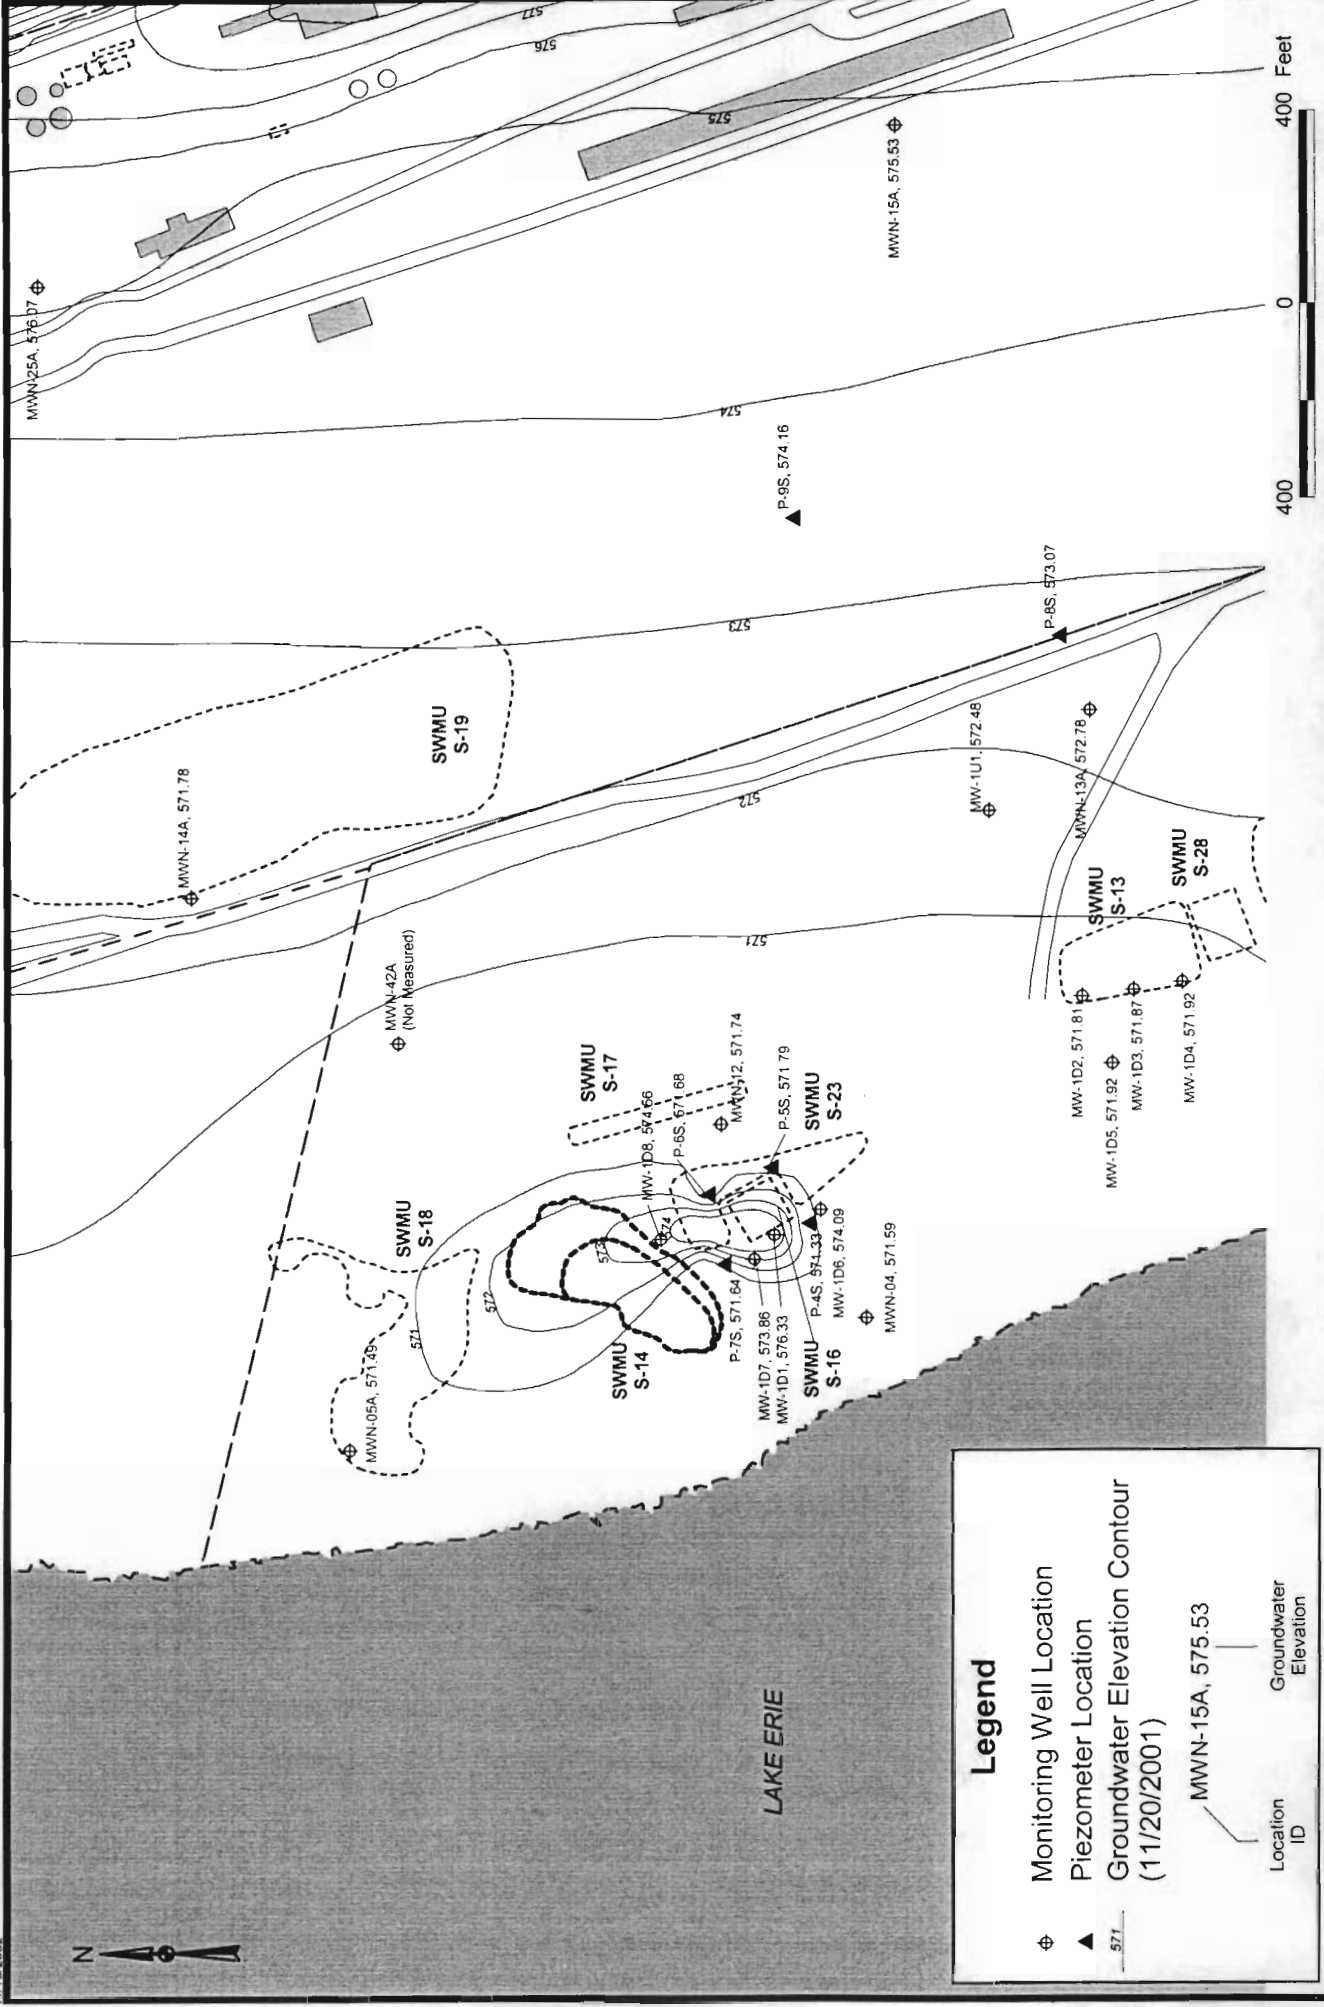 N
LAKE ERIE
MWN-25A, 576.07
MWN-15A, 575.53
577
576
575
574
573
572
571
P-9S, 574.16
P-8S, 573.07
MWN-14A, 571.78
SWMU
S-19
MW-1U1, 572.48
MWN-13A, 572.78
MWN-42A
(Not Measured)
SWMU
S-13
SWMU
S-28
MW-1D2, 571.81
MW-1D5, 571.92
MW-1D3, 571.87
MW-1D4, 571.92
SWMU
S-17
MWN-12, 571.74
MW-1D8, 574.66
P-6S, 571.68
P-5S, 571 79
SWMU
S-23
SWMU
S-18
571
572
573
574
MWN-05A, 571.49
SWMU
S-14
P-7S, 571.64
MW-1D7, 573.86
MW-1D1, 576.33
SWMU
S-16
P-4S, 571.33
MW-1D6, 574.09
MWN-04, 571.59
Legend
Monitoring Well Location
Piezometer Location
571
Groundwater Elevation Contour
(11/20/2001)
MWN-15A, 575.53
Location
ID
Groundwater
Elevation
400
0
400 Feet